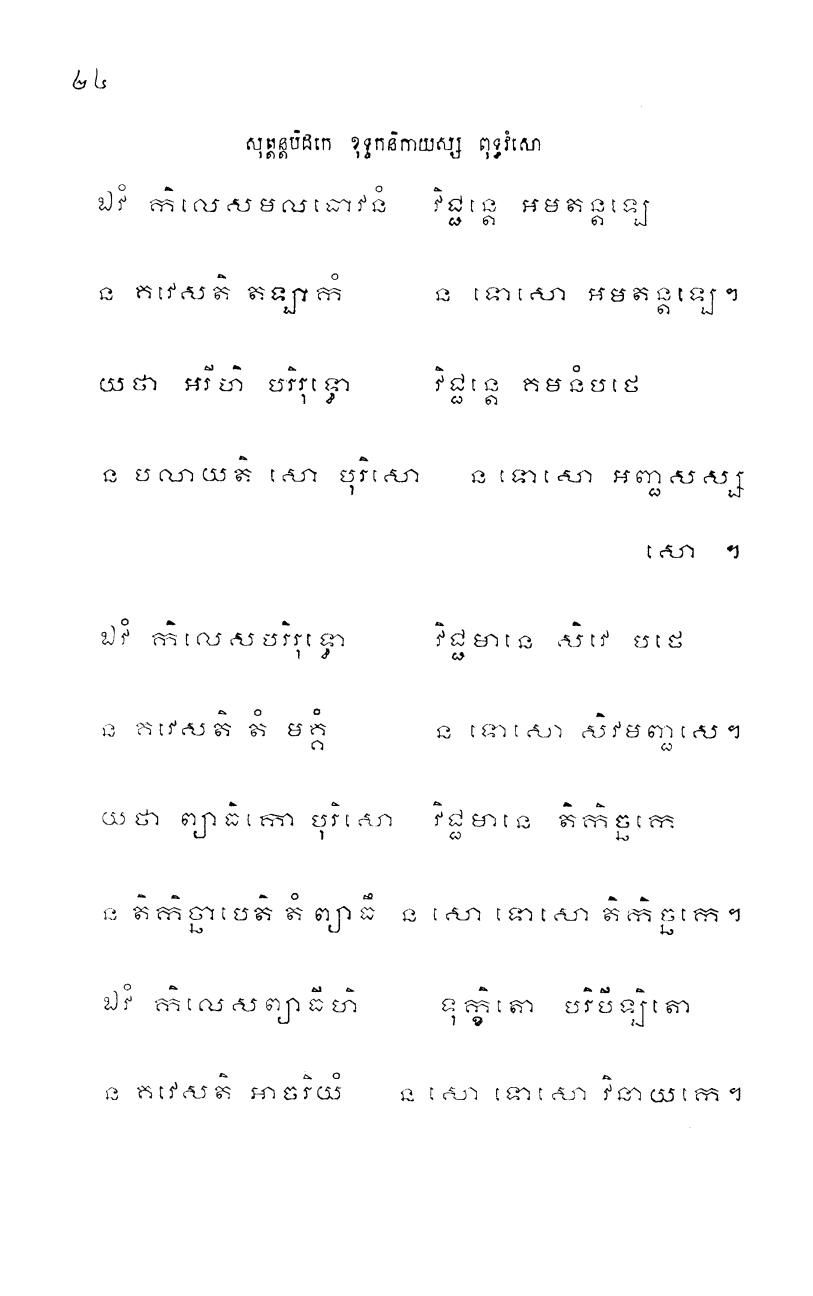 ២៤
សុត្តន្តបិដកេ ខុទ្ទកនិកាយស្ស ពុទ្ធវំសោ
ឯវំ កិលេសមលធោវនំ វិជ្ជន្តេ អមតន្តឡេ
ន គវេសតិ តឡាកំ ន ទោសោ អមតន្តឡេ។
យថា អរីហិ បរិរុទ្ធោ វិជ្ជន្តេ គមនំបថេ
ន បលាយតិ សោ បុរិសោ ន ទោសោ អញ្ជសស្ស
សោ ។
ឯវំ កិលេសបរិរុទ្ធោ វិជ្ជមានេ សិវេ បថេ
ន គវេសតិ តំ មគ្គំ ន ទោសោ សិវមញ្ជសេ។
យថា ព្យាធិកោ បុរិសោ វិជ្ជមានេ តិកិច្ឆកេ
ន តិកិច្ឆាបេតិ តំព្យាធឹ ន សោ ទោសោ តិកិច្ឆកេ។
ឯវំ កិលេសព្យាធីហិ ទុក្ខិតោ បរិបីឡិតោ
ន គវេសតិ អាចរិយំ ន សោ ទោសោ វិនាយកេ។